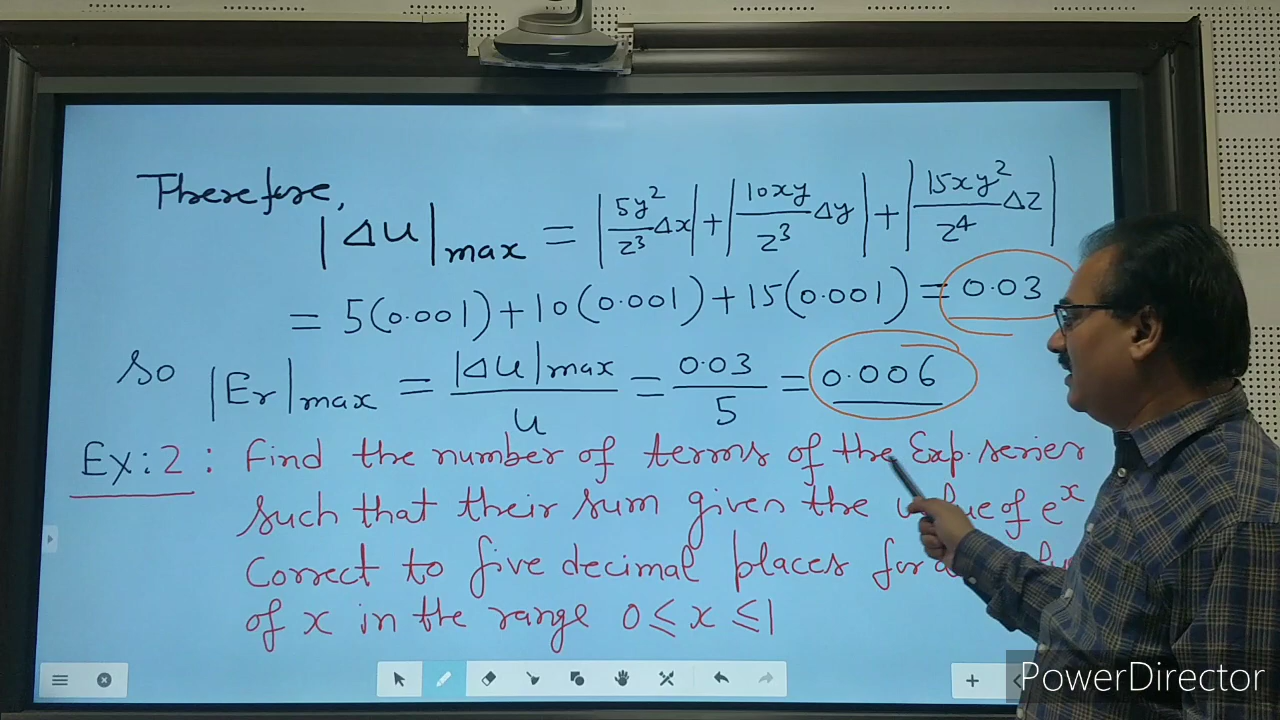 Therefore,
|Δu|max = |5y²/z³ Δx| + |10xy/z³ Δy| + |15xy²/z⁴ Δz|
= 5(0.001) + 10(0.001) + 15(0.001) = 0.03
So |Er|max = |Δu|max/u = 0.03/5 = 0.006
Ex:2 : Find the number of terms of the Exp. series
such that their sum given the of eˣ
correct to five decimal places
of x in the range 0 ≤ x ≤ 1
PowerDirector